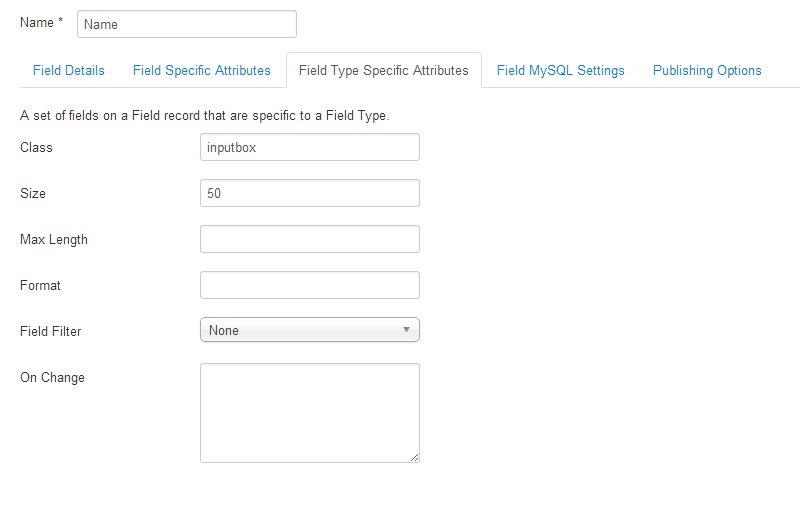 Name * Name
Field Details Field Specific Attributes Field Type Specific Attributes Field MySQL Settings Publishing Options
A set of fields on a Field record that are specific to a Field Type.
Class inputbox
Size 50
Max Length
Format
Field Filter None
On Change